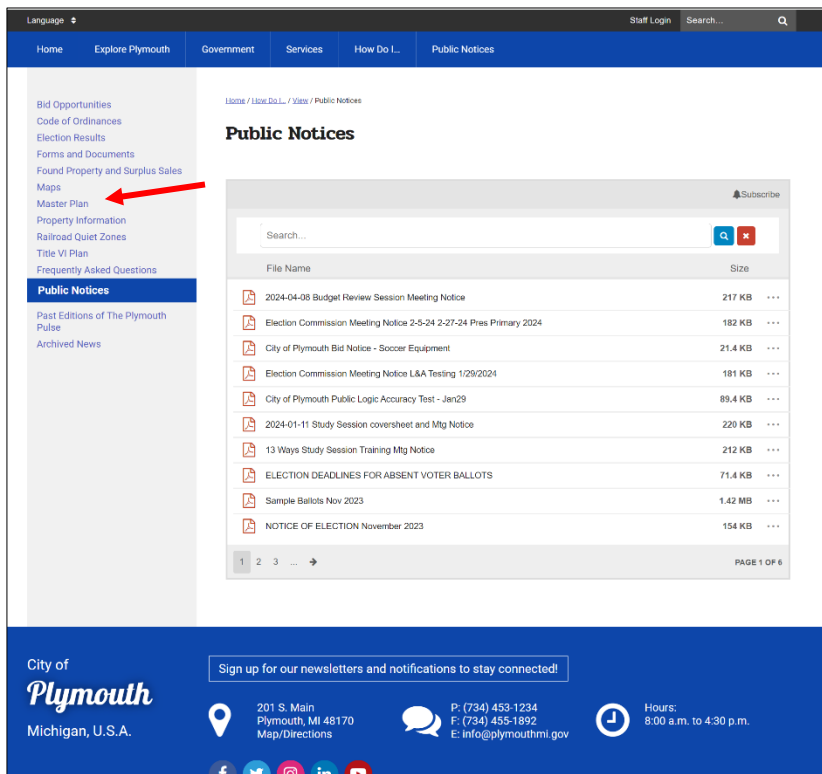 Language
Staff Login
Search...
Home
Explore Plymouth
Government
Services
How Do I...
Public Notices
Bid Opportunities
Code of Ordinances
Election Results
Forms and Documents
Found Property and Surplus Sales
Maps
Master Plan
Property Information
Railroad Quiet Zones
Title VI Plan
Frequently Asked Questions
Public Notices
Past Editions of The Plymouth
Pulse
Archived News
Home / How Do I... / View / Public Notices
Public Notices
Subscribe
Search...
File Name Size
2024-04-08 Budget Review Session Meeting Notice 217 KB
Election Commission Meeting Notice 2-5-24 2-27-24 Pres Primary 2024 182 KB
City of Plymouth Bid Notice - Soccer Equipment 21.4 KB
Election Commission Meeting Notice L&A Testing 1/29/2024 181 KB
City of Plymouth Public Logic Accuracy Test - Jan29 89.4 KB
2024-01-11 Study Session coversheet and Mtg Notice 220 KB
13 Ways Study Session Training Mtg Notice 212 KB
ELECTION DEADLINES FOR ABSENT VOTER BALLOTS 71.4 KB
Sample Ballots Nov 2023 1.42 MB
NOTICE OF ELECTION November 2023 154 KB
1 2 3 ... PAGE 1 OF 6
City of
Plymouth
Michigan, U.S.A.
Sign up for our newsletters and notifications to stay connected!
201 S. Main
Plymouth, MI 48170
Map/Directions
P: (734) 453-1234
F: (734) 455-1892
E: info@plymouthmi.gov
Hours:
8:00 a.m. to 4:30 p.m.